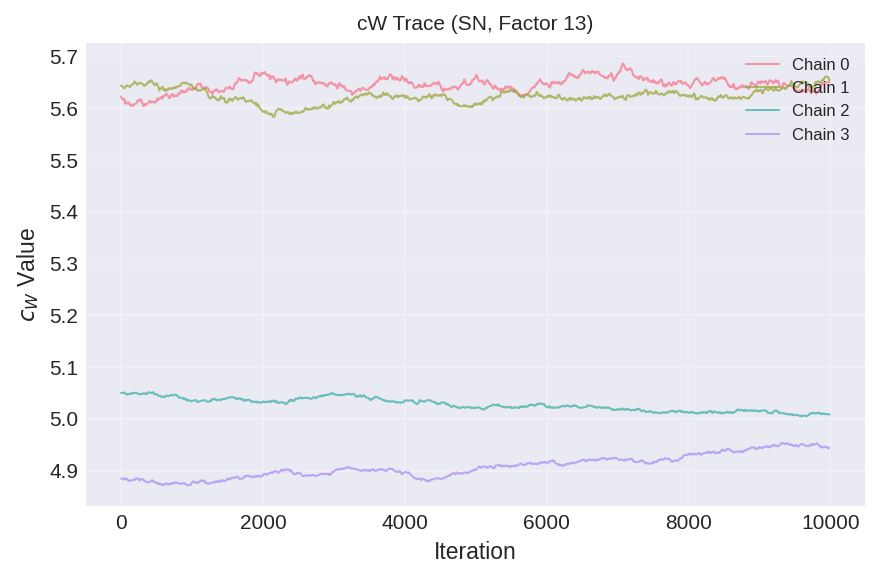 cW Trace (SN, Factor 13)
5.7
5.6
5.5
5.4
5.3
5.2
5.1
5.0
4.9
c_W Value
Chain 0
Chain 1
Chain 2
Chain 3
0
2000
4000
6000
8000
10000
Iteration